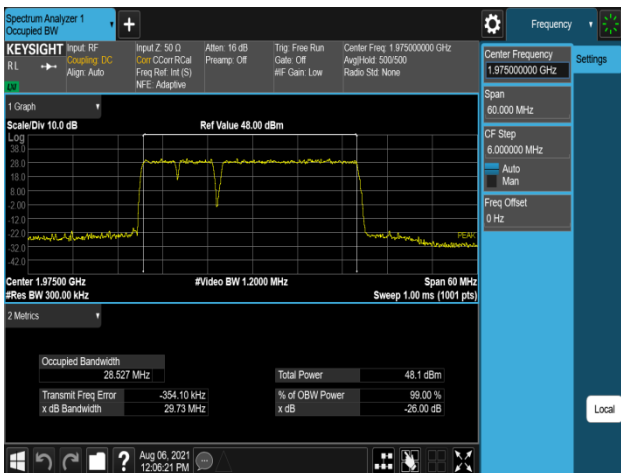 Spectrum Analyzer 1
Occupied BW
Frequency
KEYSIGHT
RL
Align: Auto
Input: RF
Coupling: DC
Input Z: 50 Ω
Corr CCorr RCal
Freq Ref: Int (S)
NFE: Adaptive
Atten: 16 dB
Preamp: Off
Trig: Free Run
Gate: Off
#IF Gain: Low
Center Freq: 1.975000000 GHz
Avg|Hold: 500/500
Radio Std: None
1 Graph
Scale/Div 10.0 dB
Ref Value 48.00 dBm
Log
38.0
28.0
18.0
8.00
-2.00
-12.0
-22.0
-32.0
-42.0
PEAK
Center 1.97500 GHz
#Video BW 1.2000 MHz
Span 60 MHz
#Res BW 300.00 kHz
Sweep 1.00 ms (1001 pts)
2 Metrics
Occupied Bandwidth
28.527 MHz
Total Power 48.1 dBm
Transmit Freq Error -354.10 kHz
% of OBW Power 99.00 %
x dB Bandwidth 29.73 MHz
x dB -26.00 dB
Aug 06, 2021
12:06:21 PM
Center Frequency
1.975000000 GHz
Settings
Span
60.000 MHz
CF Step
6.000000 MHz
Auto
Man
Freq Offset
0 Hz
Local